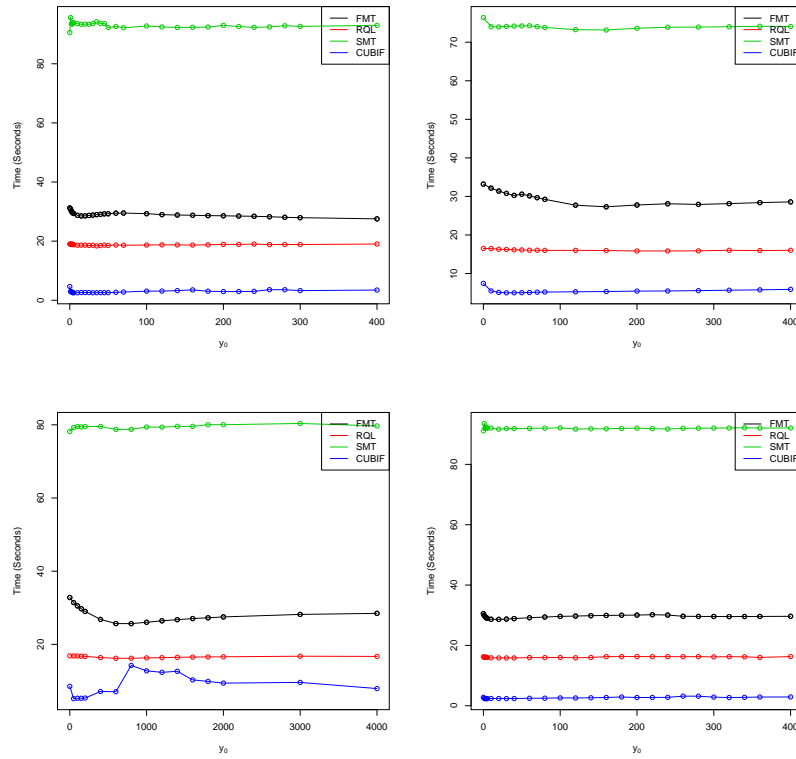 FMT
RQL
SMT
CUBIF
Time (Seconds)
80
60
40
20
0
0 100 200 300 400
y₀
FMT
RQL
SMT
CUBIF
Time (Seconds)
70
50
30
10
0 100 200 300 400
y₀
FMT
RQL
SMT
CUBIF
Time (Seconds)
80
60
40
20
0 1000 2000 3000 4000
y₀
FMT
RQL
SMT
CUBIF
Time (Seconds)
80
60
40
20
0
0 100 200 300 400
y₀